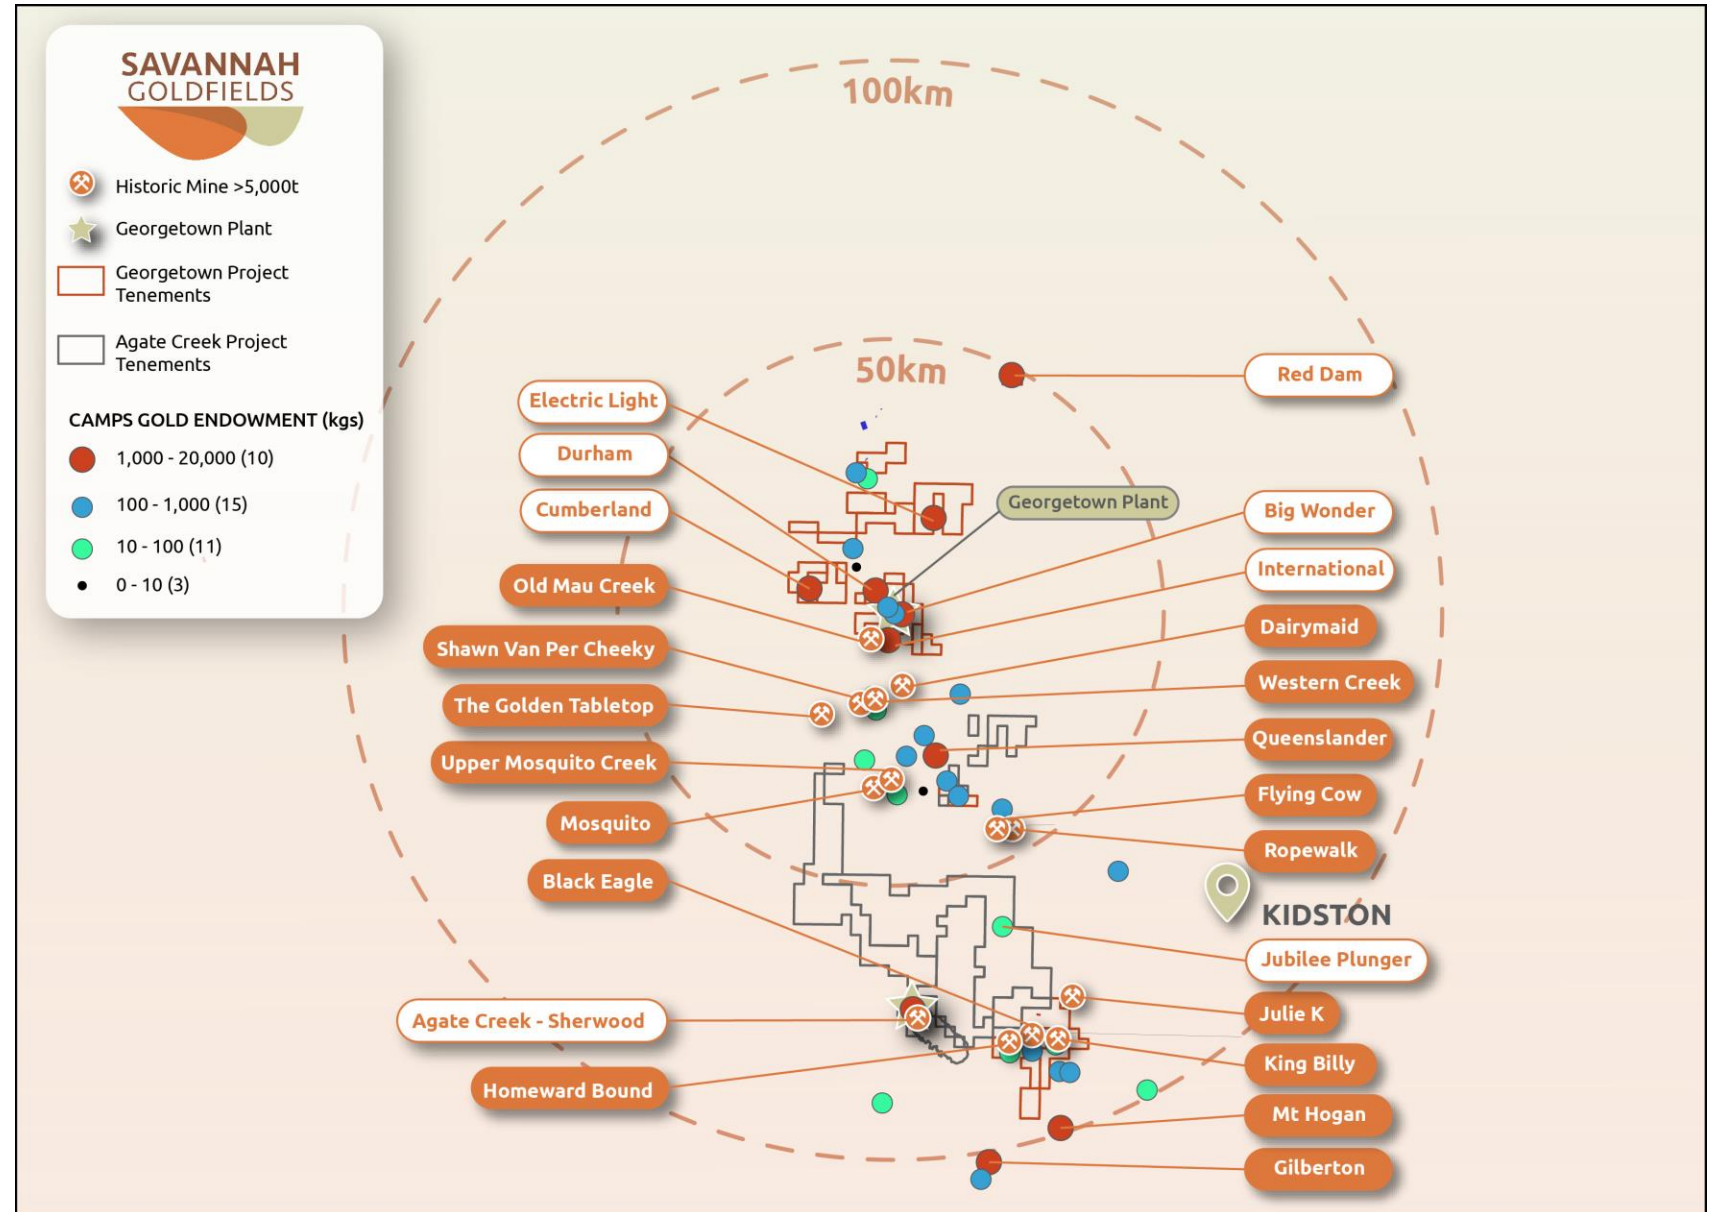 SAVANNAH
GOLDFIELDS
Historic Mine >5,000t
Georgetown Plant
Georgetown Project
Tenements
Agate Creek Project
Tenements
CAMPS GOLD ENDOWMENT (kgs)
1,000 - 20,000 (10)
100 - 1,000 (15)
10 - 100 (11)
0 - 10 (3)
100km
50km
Electric Light
Durham
Cumberland
Old Mau Creek
Shawn Van Per Cheeky
The Golden Tabletop
Upper Mosquito Creek
Mosquito
Black Eagle
Agate Creek - Sherwood
Homeward Bound
Georgetown Plant
Red Dam
Big Wonder
International
Dairymaid
Western Creek
Queenslander
Flying Cow
Ropewalk
KIDSTON
Jubilee Plunger
Julie K
King Billy
Mt Hogan
Gilberton